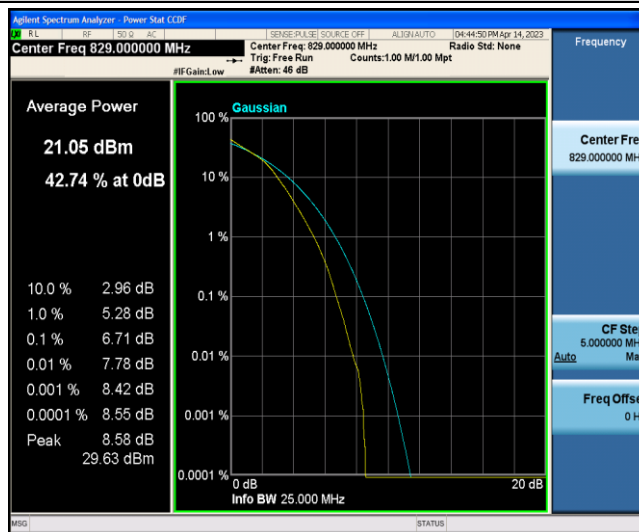 Agilent Spectrum Analyzer - Power Stat CCDF
RL RF 50 Ω AC SENSE:PULSE SOURCE OFF ALIGNAUTO 04:44:50 PM Apr 14, 2023
Center Freq 829.000000 MHz
Center Freq: 829.000000 MHz Radio Std: None
Trig: Free Run Counts:1.00 M/1.00 Mpt
#IFGain:Low #Atten: 46 dB
Frequency
Average Power
21.05 dBm
42.74 % at 0dB
10.0 % 2.96 dB
1.0 % 5.28 dB
0.1 % 6.71 dB
0.01 % 7.78 dB
0.001 % 8.42 dB
0.0001 % 8.55 dB
Peak 8.58 dB
29.63 dBm
Gaussian
100 %
10 %
1 %
0.1 %
0.01 %
0.001 %
0.0001 %
0 dB 20 dB
Info BW 25.000 MHz
Center Fre
829.000000 MH
CF Ste
5.000000 MH
Auto Ma
Freq Offse
0 H
MSG STATUS